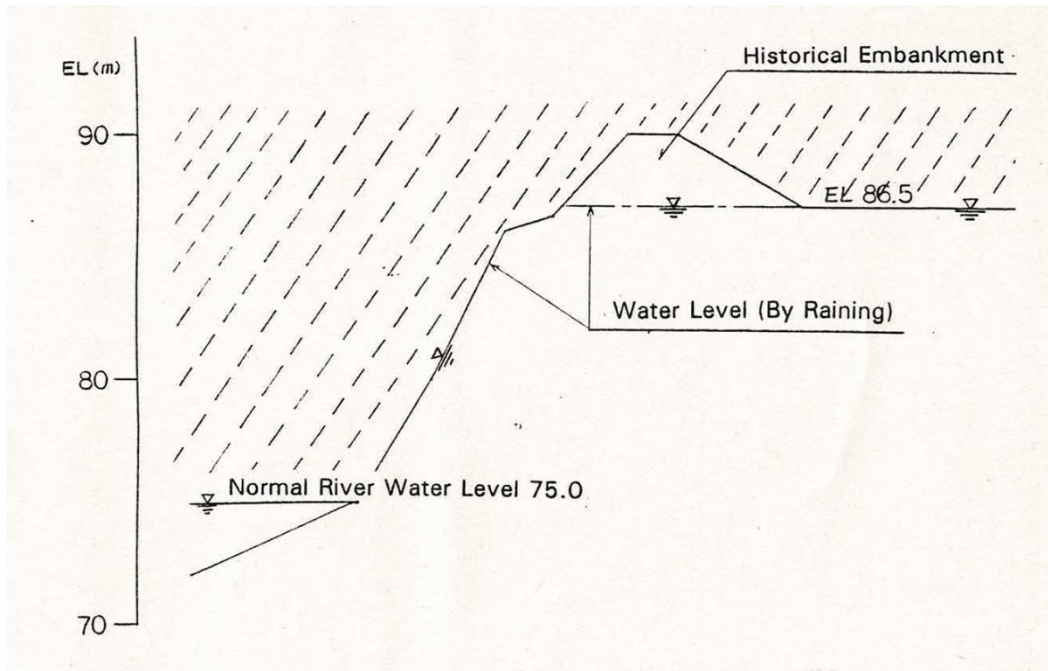 Historical Embankment
EL (m)
90
EL 86.5
Water Level (By Raining)
80
Normal River Water Level 75.0
70